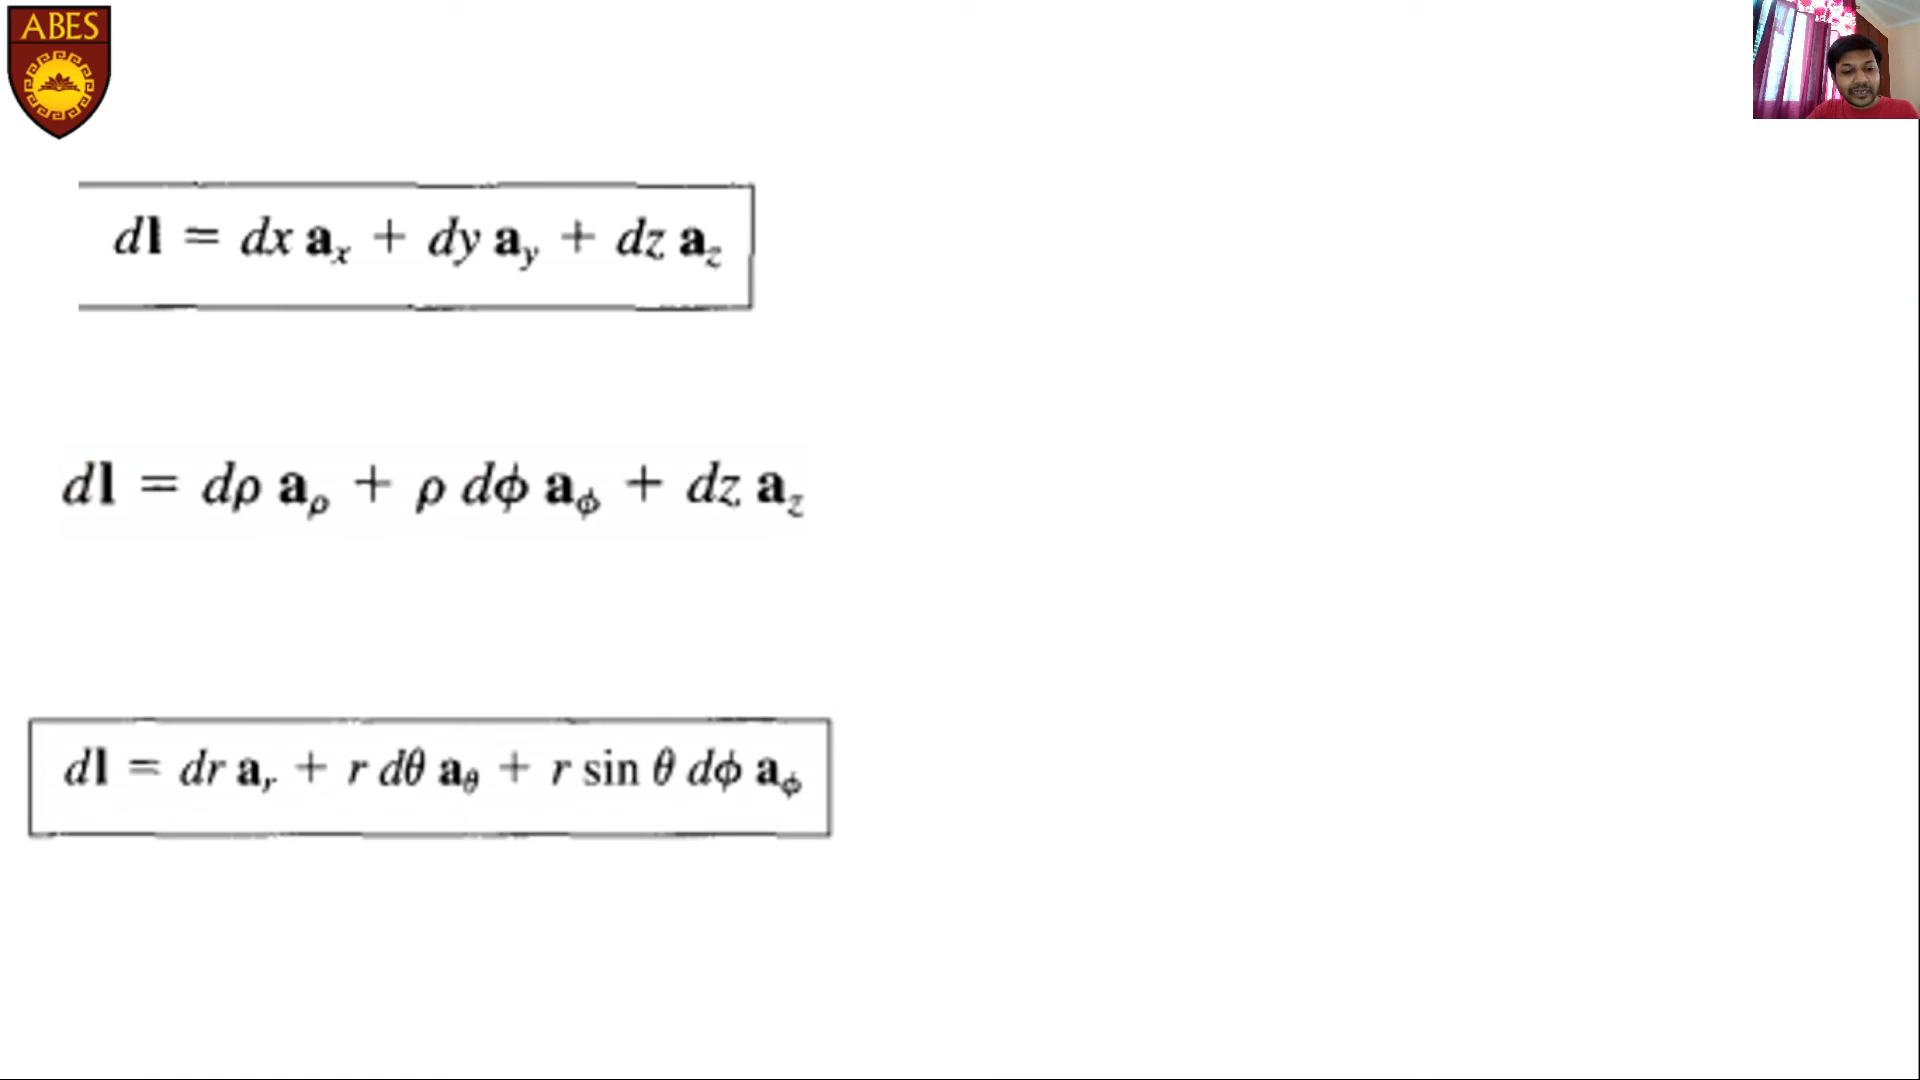 ABES
d𝐥 = dx 𝐚ₓ + dy 𝐚_y + dz 𝐚_z
d𝐥 = dρ 𝐚_ρ + ρ dϕ 𝐚_ϕ + dz 𝐚_z
d𝐥 = dr 𝐚_r + r dθ 𝐚_θ + r sin θ dϕ 𝐚_ϕ